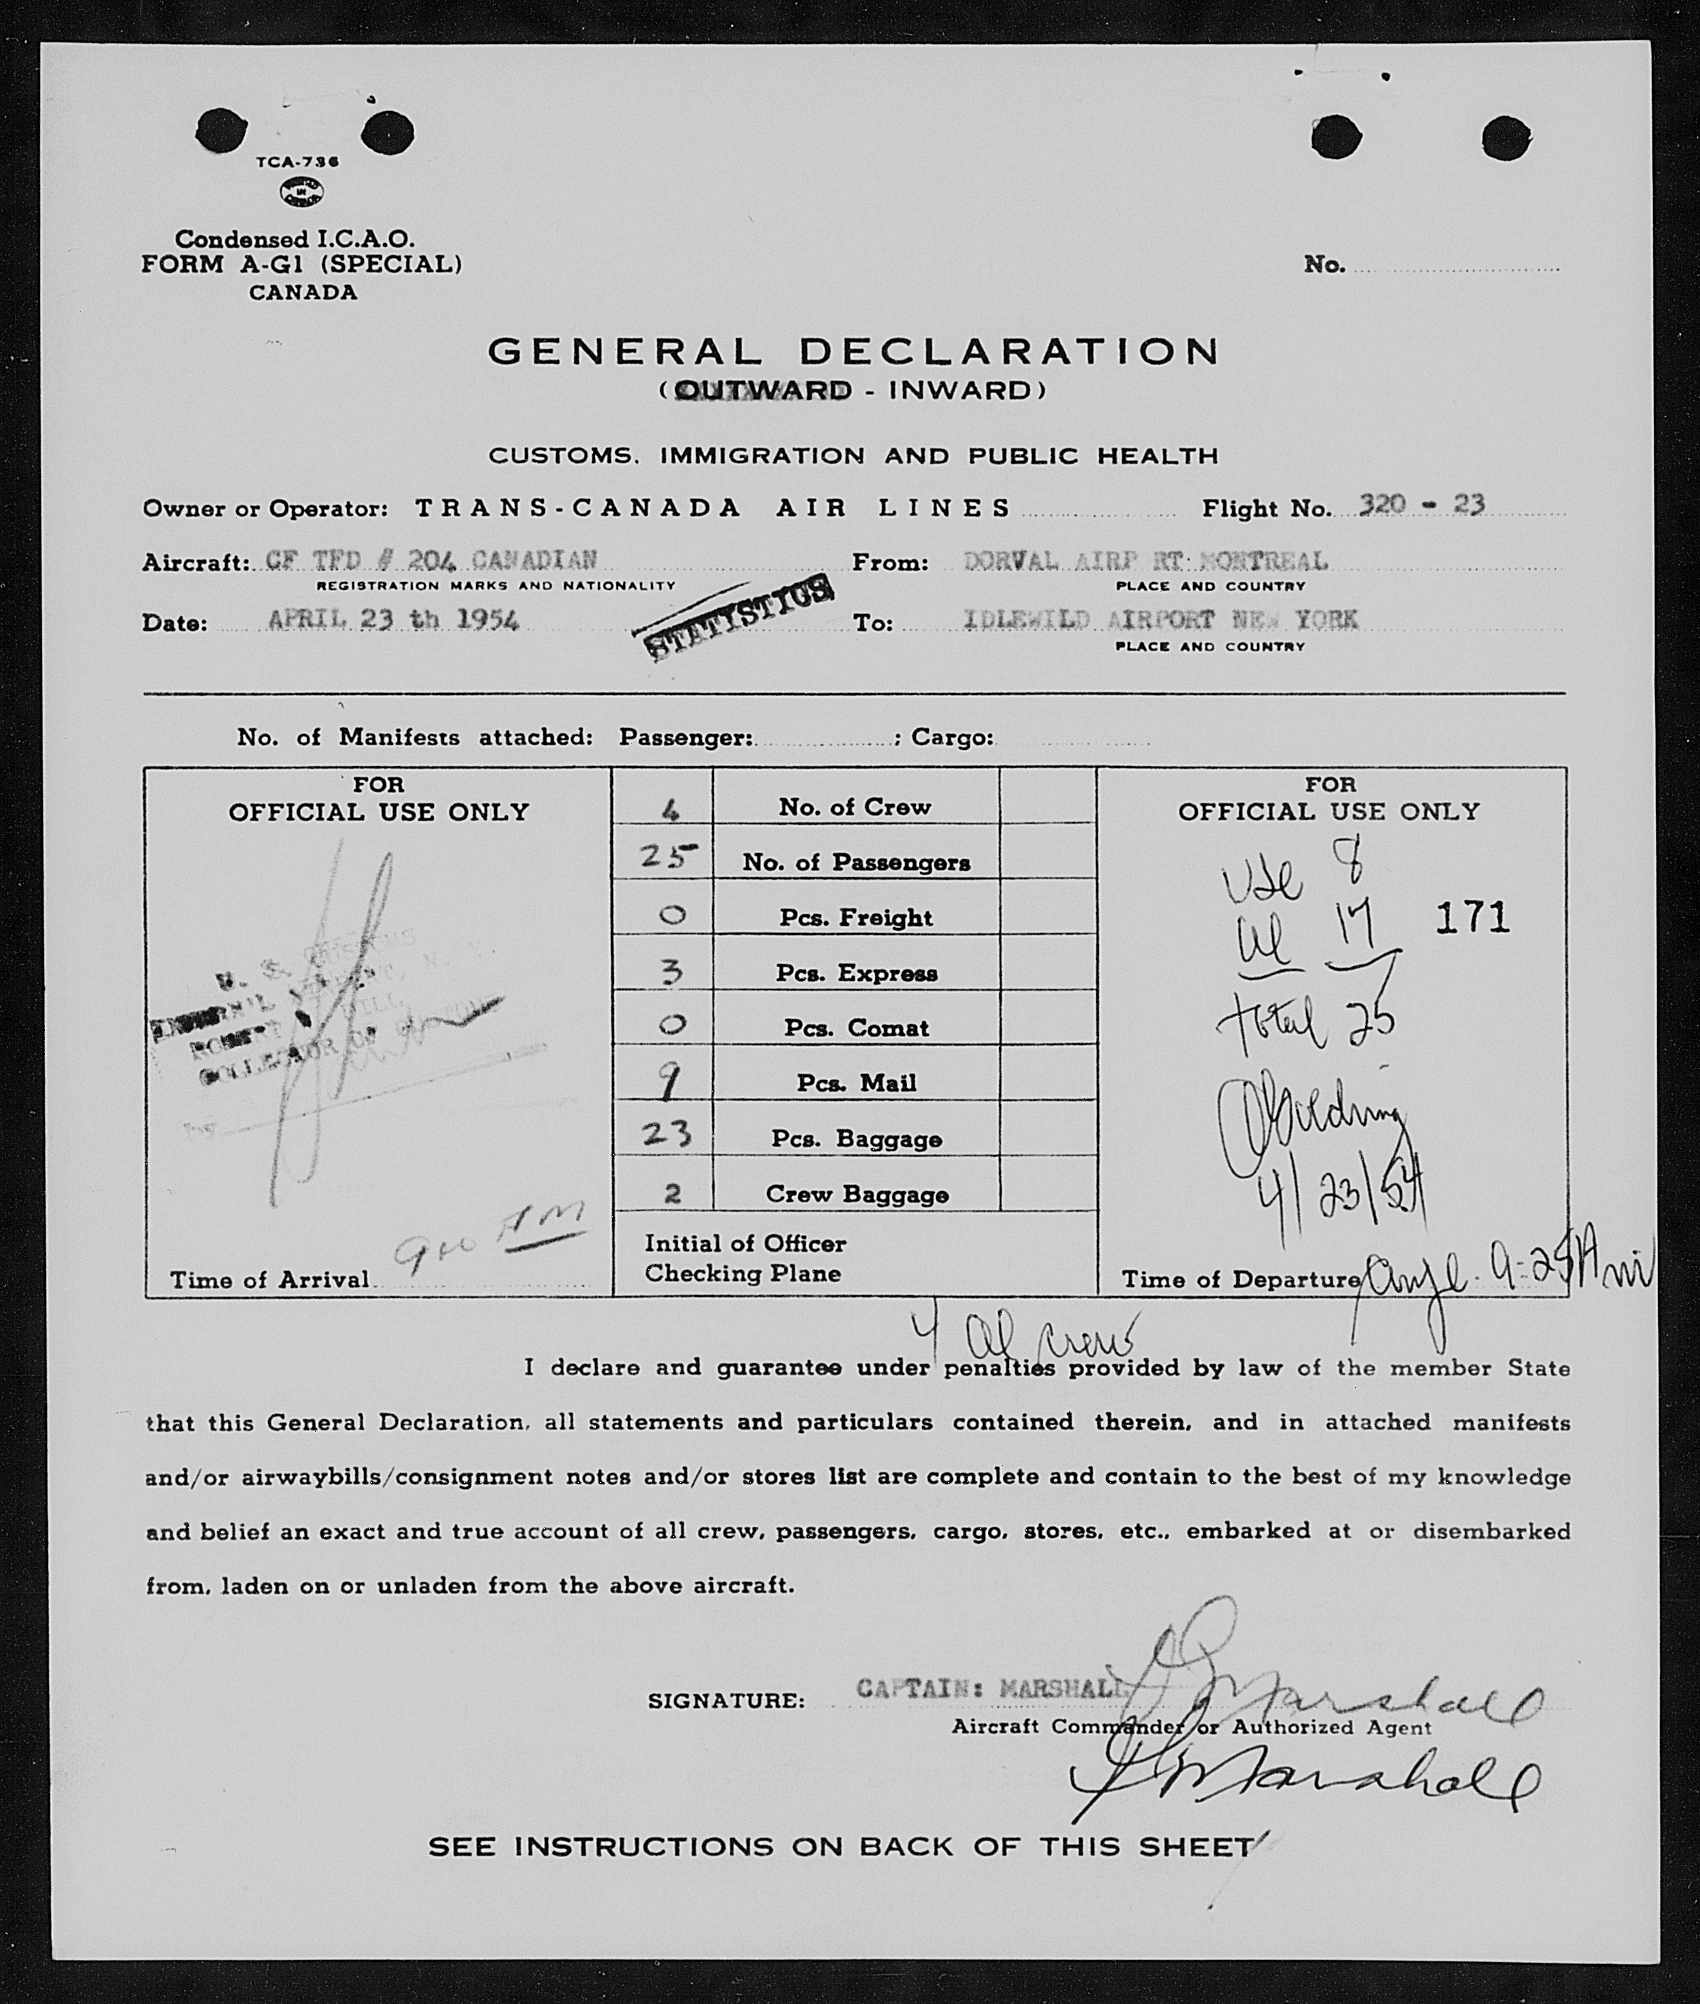 TCA-736
IN
Condensed I.C.A.O.
FORM A-G1 (SPECIAL)
CANADA
No.
GENERAL DECLARATION
(OUTWARD - INWARD)
CUSTOMS, IMMIGRATION AND PUBLIC HEALTH
Owner or Operator: TRANS-CANADA AIR LINES Flight No. 320 - 23
Aircraft: CF TFD # 204 CANADIAN From: DORVAL AIRP RT MONTREAL
REGISTRATION MARKS AND NATIONALITY PLACE AND COUNTRY
STATISTICS
Date: APRIL 23 th 1954 To: IDLEWILD AIRPORT NEW YORK
PLACE AND COUNTRY
No. of Manifests attached: Passenger: ; Cargo:
FOR
OFFICIAL USE ONLY
U. S. CUSTOMS
COLLECTOR OF
Time of Arrival 900 AM
4 No. of Crew
25 No. of Passengers
0 Pcs. Freight
3 Pcs. Express
0 Pcs. Comat
9 Pcs. Mail
23 Pcs. Baggage
2 Crew Baggage
Initial of Officer
Checking Plane
FOR
OFFICIAL USE ONLY
USC 8
al 17 171
total 25
4/23/54
Time of Departure 9-25 AM
4 al crew
I declare and guarantee under penalties provided by law of the member State
that this General Declaration, all statements and particulars contained therein, and in attached manifests
and/or airwaybills/consignment notes and/or stores list are complete and contain to the best of my knowledge
and belief an exact and true account of all crew, passengers, cargo, stores, etc., embarked at or disembarked
from, laden on or unladen from the above aircraft.
SIGNATURE: CAPTAIN: MARSHALL Marshall
Aircraft Commander or Authorized Agent
Marshall
SEE INSTRUCTIONS ON BACK OF THIS SHEET